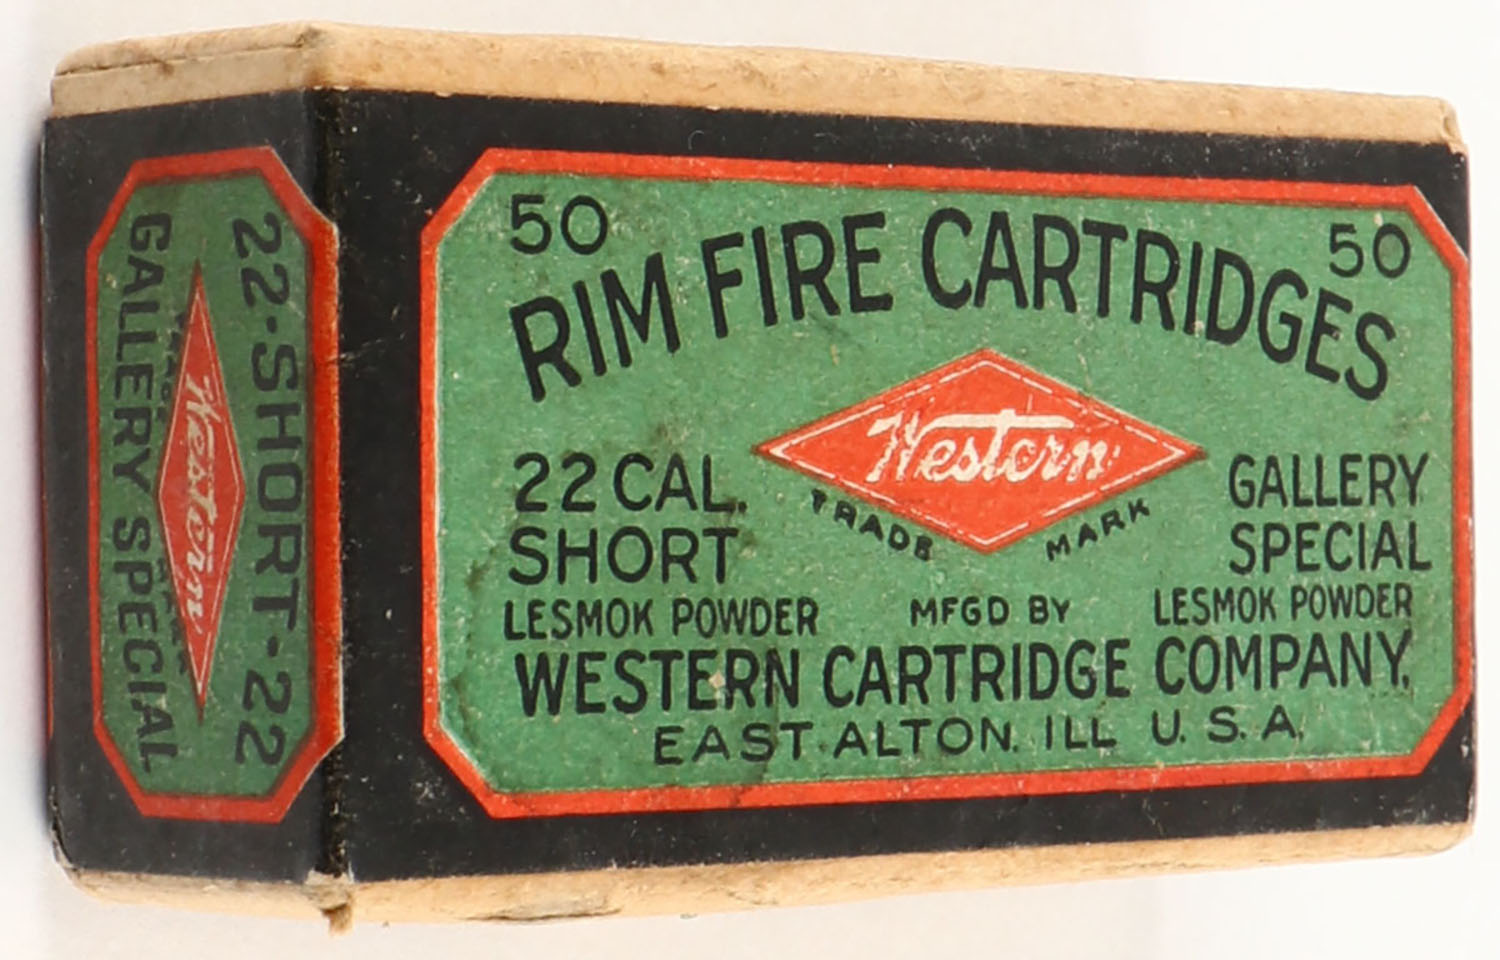 50 50
RIM FIRE CARTRIDGES
Western
TRADE MARK
22 CAL. GALLERY
SHORT SPECIAL
LESMOK POWDER MFGD BY LESMOK POWDER
WESTERN CARTRIDGE COMPANY.
EAST ALTON. ILL U. S. A.
22-SHORT-22
Western
GALLERY SPECIAL